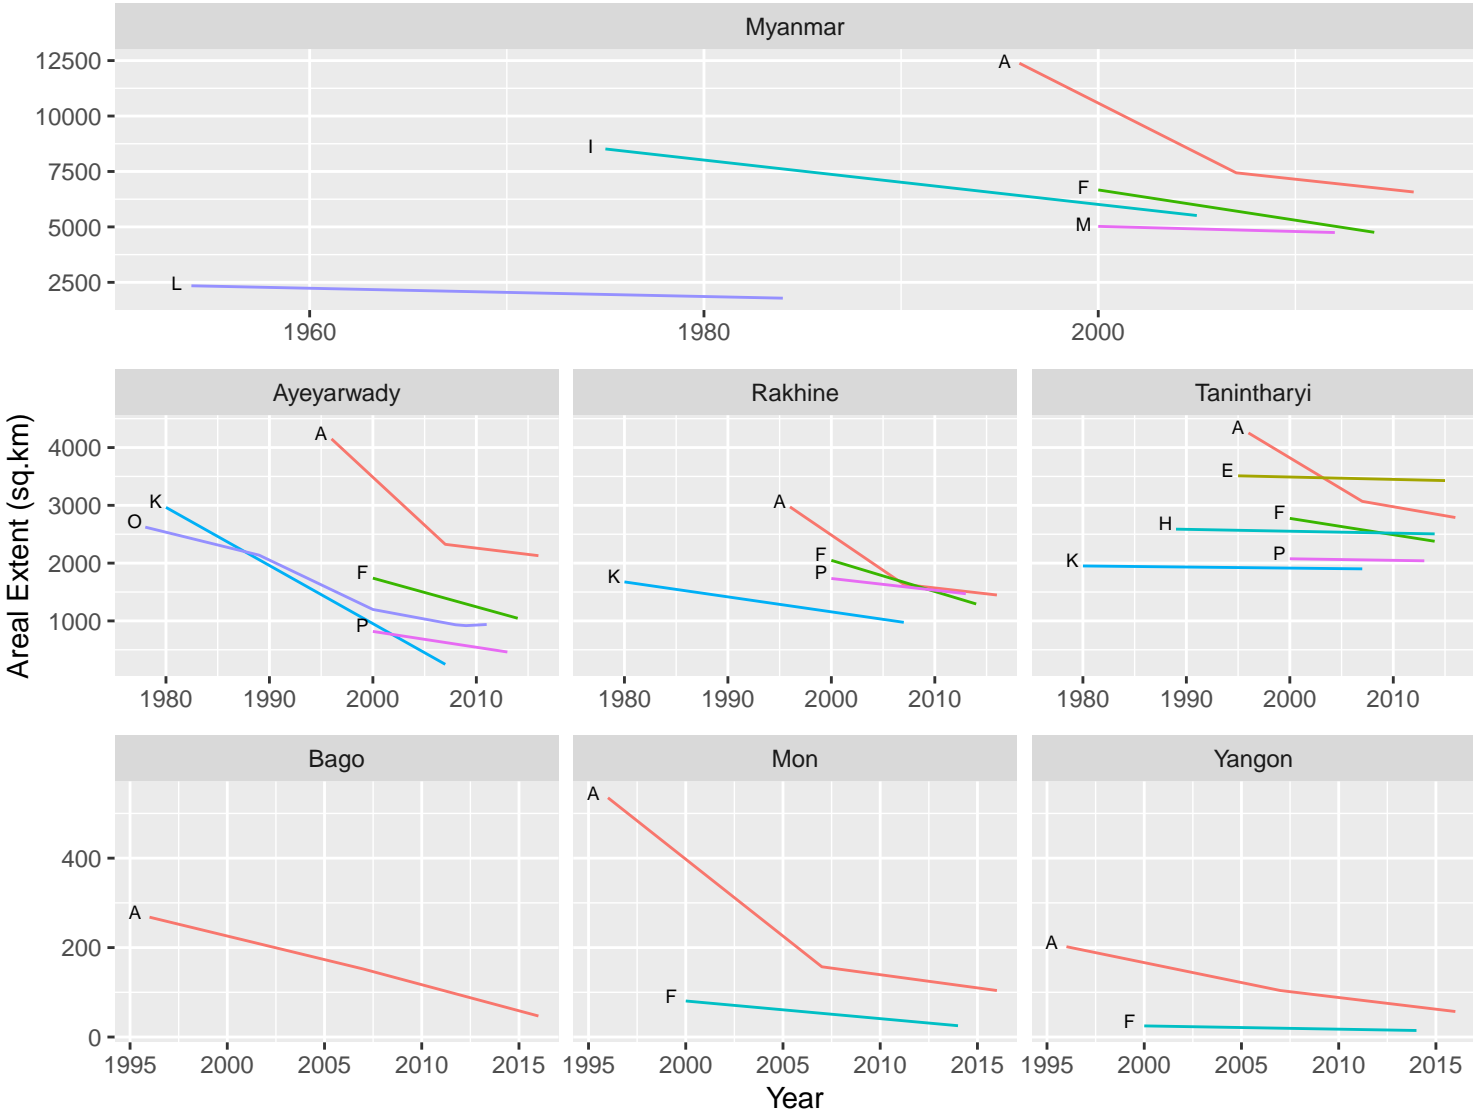 Myanmar
12500
10000
7500
5000
2500
A
I
F
M
L
1960 1980 2000
Areal Extent (sq.km)
Ayeyarwady Rakhine Tanintharyi
4000
3000
2000
1000
A
K
O
F
P
A
F
P
K
A
E
F
H
P
K
1980 1990 2000 2010 1980 1990 2000 2010 1980 1990 2000 2010
Bago Mon Yangon
400
200
0
A
A
F
A
F
1995 2000 2005 2010 2015 1995 2000 2005 2010 2015 1995 2000 2005 2010 2015
Year